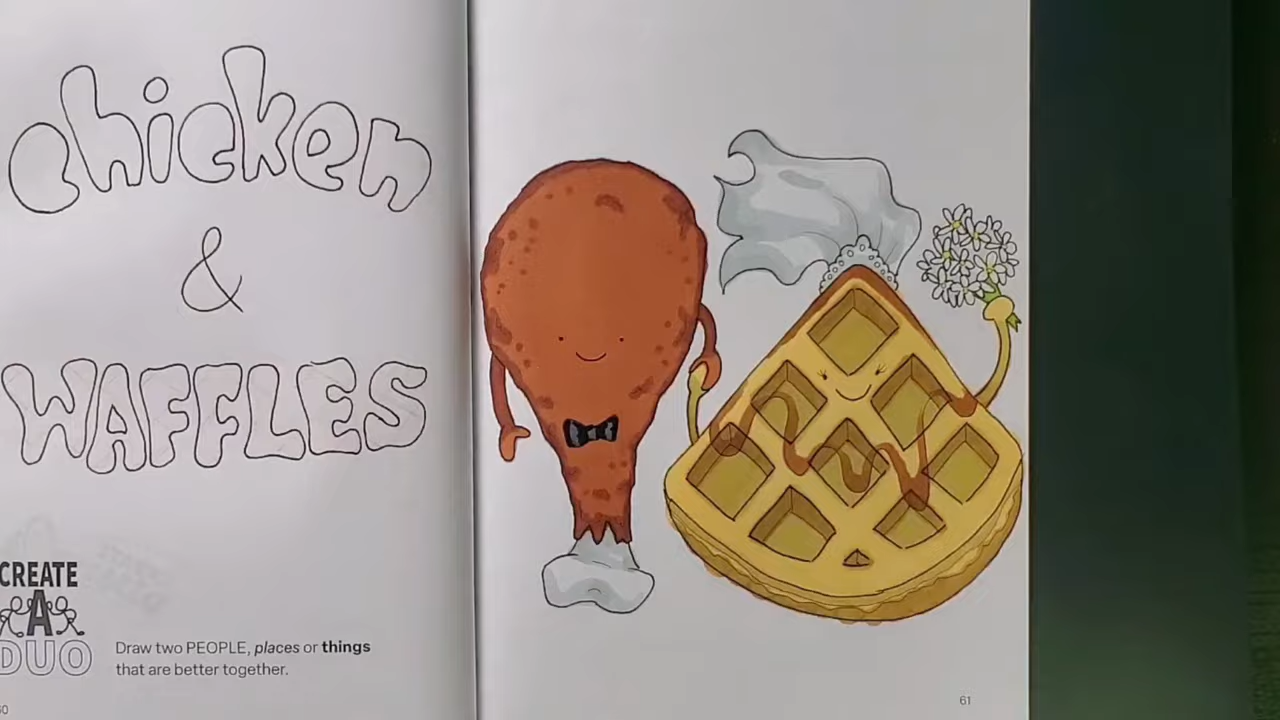 chicken
&
WAFFLES
CREATE
A
DUO
Draw two PEOPLE, places or things
that are better together.
61